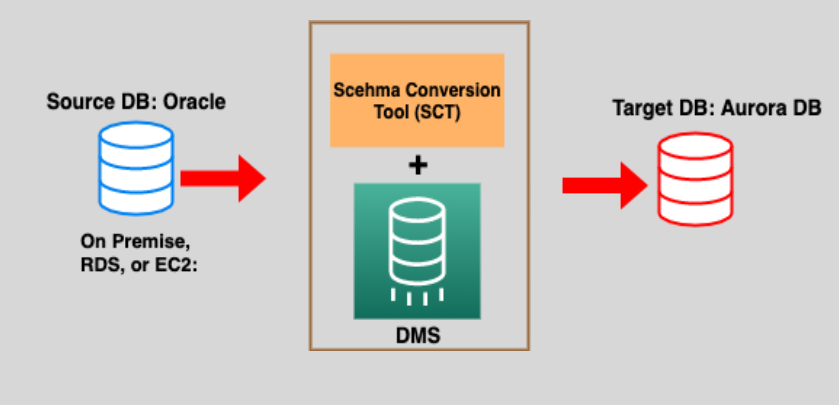 Source DB: Oracle
On Premise,
RDS, or EC2:
Scehma Conversion
Tool (SCT)
+
DMS
Target DB: Aurora DB